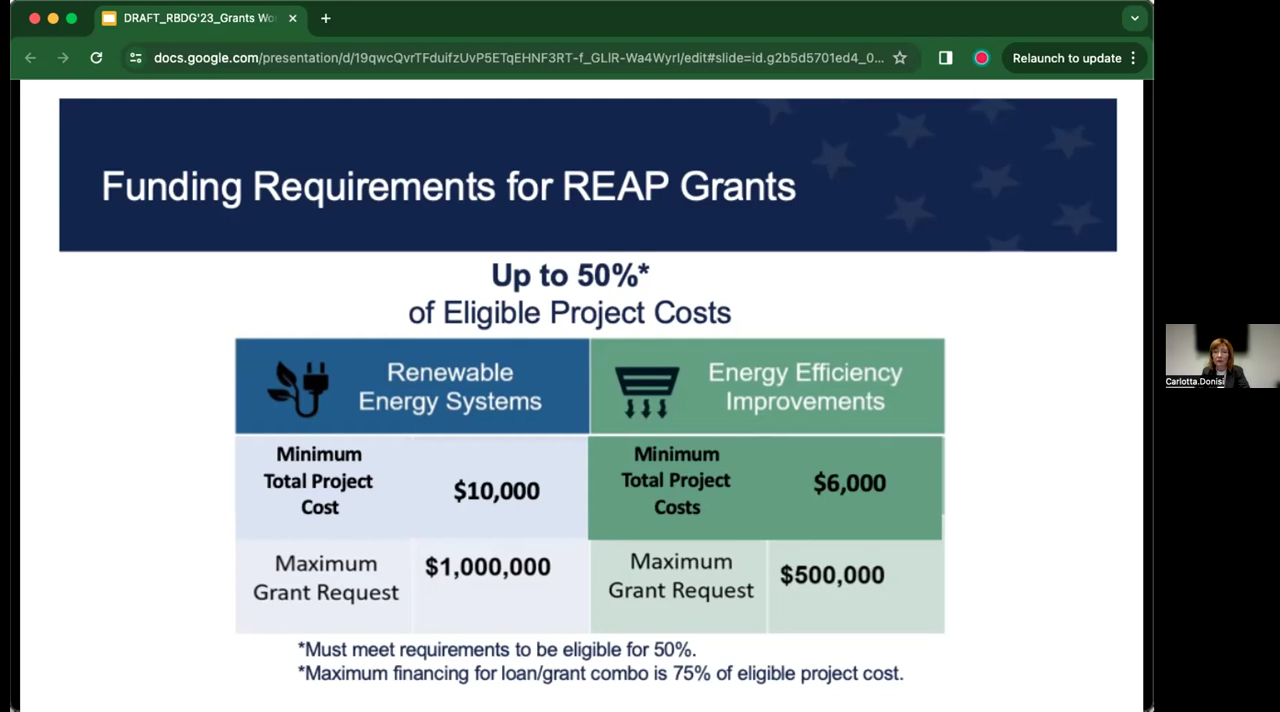 DRAFT_RBDG'23_Grants Wo
docs.google.com/presentation/d/19qwcQvrTFduifzUvP5ETqEHNF3RT-f_GLlR-Wa4WyrI/edit#slide=id.g2b5d5701ed4_0...
Relaunch to update
Funding Requirements for REAP Grants
Up to 50%*
of Eligible Project Costs
Renewable
Energy Systems
Energy Efficiency
Improvements
Minimum
Total Project
Cost
$10,000
Minimum
Total Project
Costs
$6,000
Maximum
Grant Request
$1,000,000
Maximum
Grant Request
$500,000
*Must meet requirements to be eligible for 50%.
*Maximum financing for loan/grant combo is 75% of eligible project cost.
Carlotta.Donisi